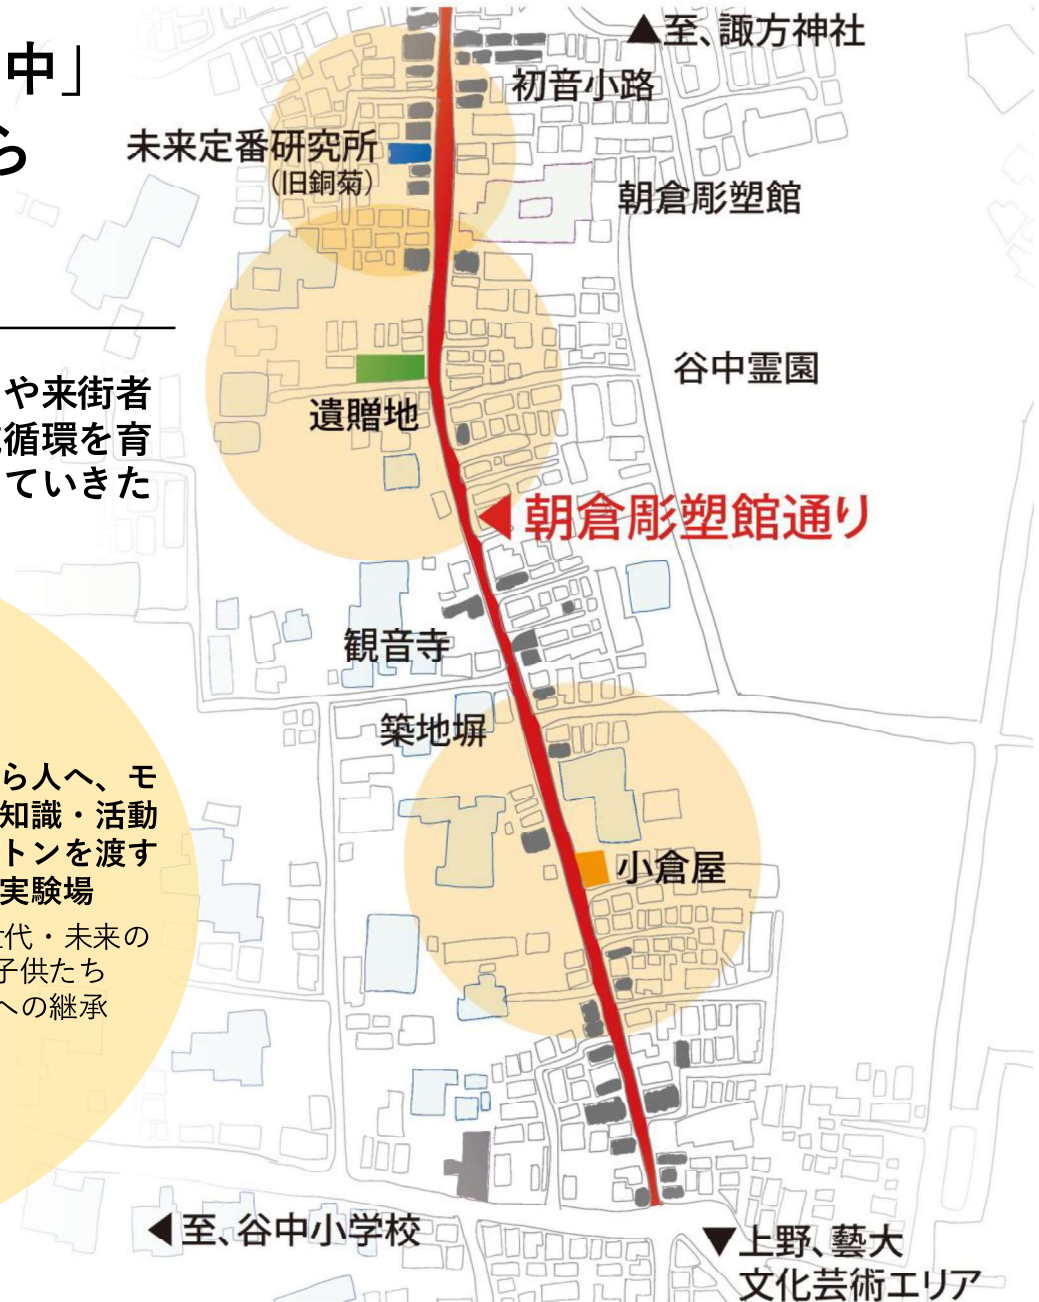 中」
ら
や来街者
循環を育
ていきた
ら人へ、モ
知識・活動
トンを渡す
実験場
代・未来の
子供たち
への継承
▲至、諏方神社
初音小路
未来定番研究所
（旧銅菊）
朝倉彫塑館
谷中霊園
遺贈地
◀朝倉彫塑館通り
観音寺
築地塀
小倉屋
◀至、谷中小学校
▼上野、藝大
文化芸術エリア